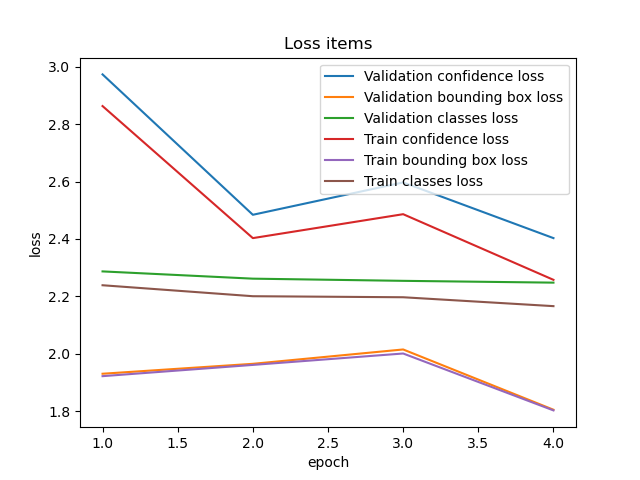 Loss items
3.0
2.8
2.6
2.4
2.2
2.0
1.8
loss
Validation confidence loss
Validation bounding box loss
Validation classes loss
Train confidence loss
Train bounding box loss
Train classes loss
1.0 1.5 2.0 2.5 3.0 3.5 4.0
epoch